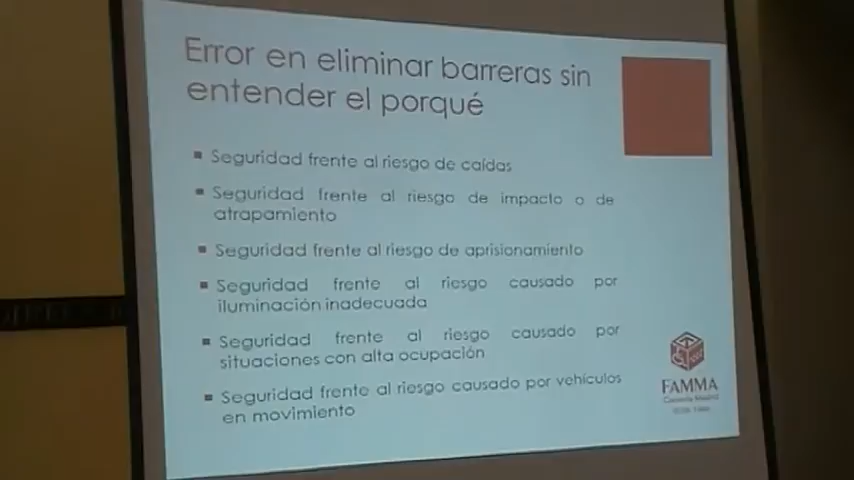 Error en eliminar barreras sin
entender el porqué
Seguridad frente al riesgo de caídas
Seguridad frente al riesgo de impacto o de
atrapamiento
Seguridad frente al riesgo de aprisionamiento
Seguridad frente al riesgo causado por
iluminación inadecuada
Seguridad frente al riesgo causado por
situaciones con alta ocupación
Seguridad frente al riesgo causado por vehículos
en movimiento
FAMMA
Cocemfe Madrid